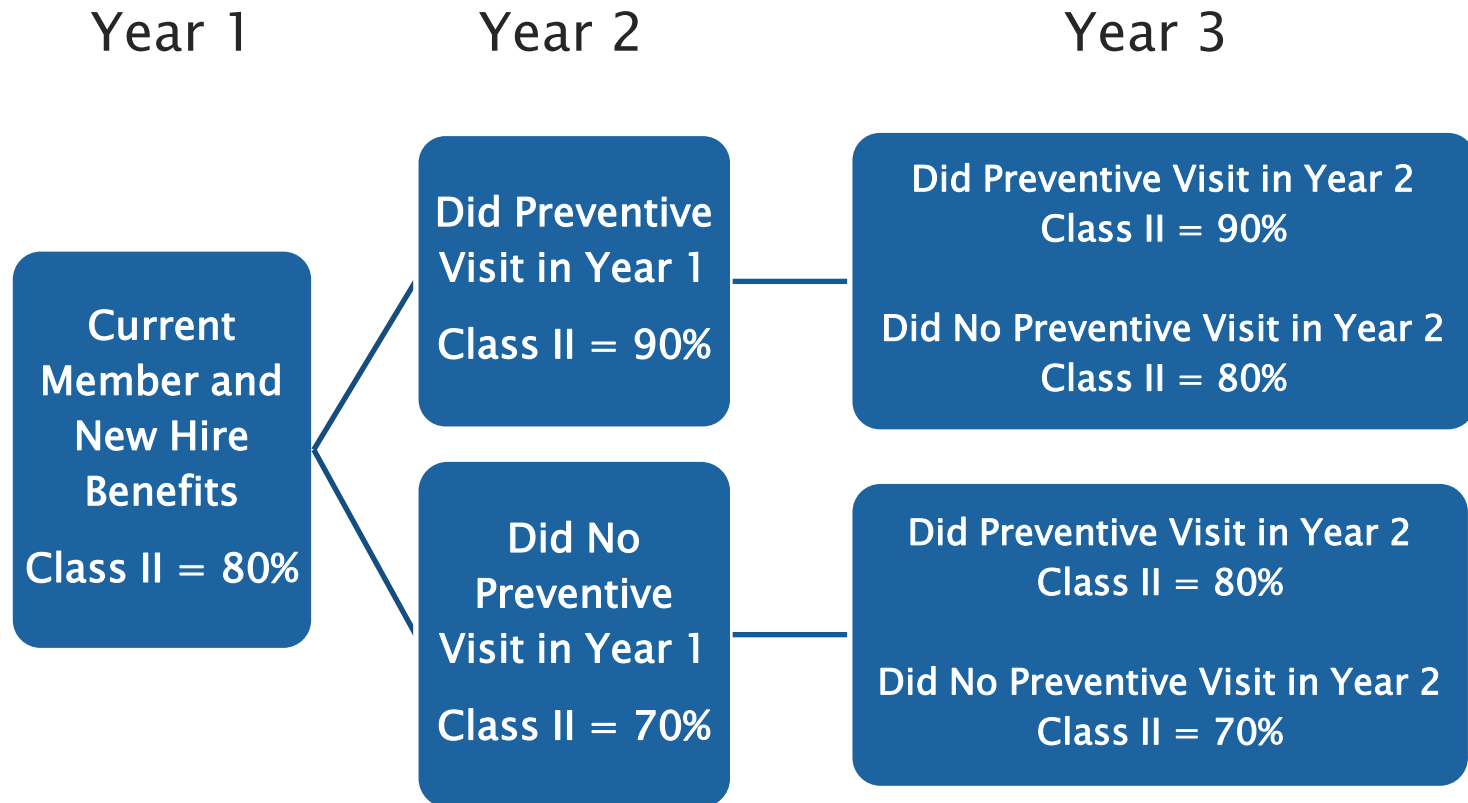 Year 1
Year 2
Year 3
Current
Member and
New Hire
Benefits
Class II = 80%
Did Preventive
Visit in Year 1
Class II = 90%
Did No
Preventive
Visit in Year 1
Class II = 70%
Did Preventive Visit in Year 2
Class II = 90%
Did No Preventive Visit in Year 2
Class II = 80%
Did Preventive Visit in Year 2
Class II = 80%
Did No Preventive Visit in Year 2
Class II = 70%